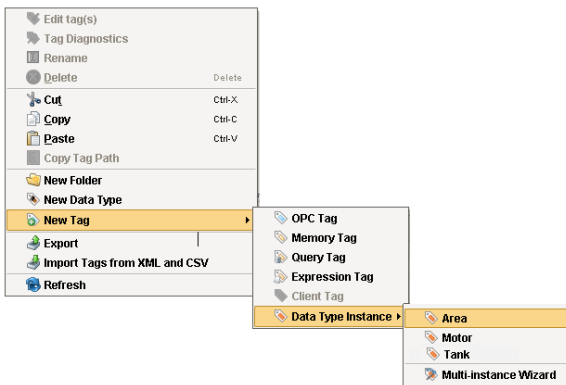 Edit tag(s)
Tag Diagnostics
Rename
Delete Delete
Cut Ctrl-X
Copy Ctrl-C
Paste Ctrl-V
Copy Tag Path
New Folder
New Data Type
New Tag
Export
Import Tags from XML and CSV
Refresh
OPC Tag
Memory Tag
Query Tag
Expression Tag
Client Tag
Data Type Instance
Area
Motor
Tank
Multi-instance Wizard